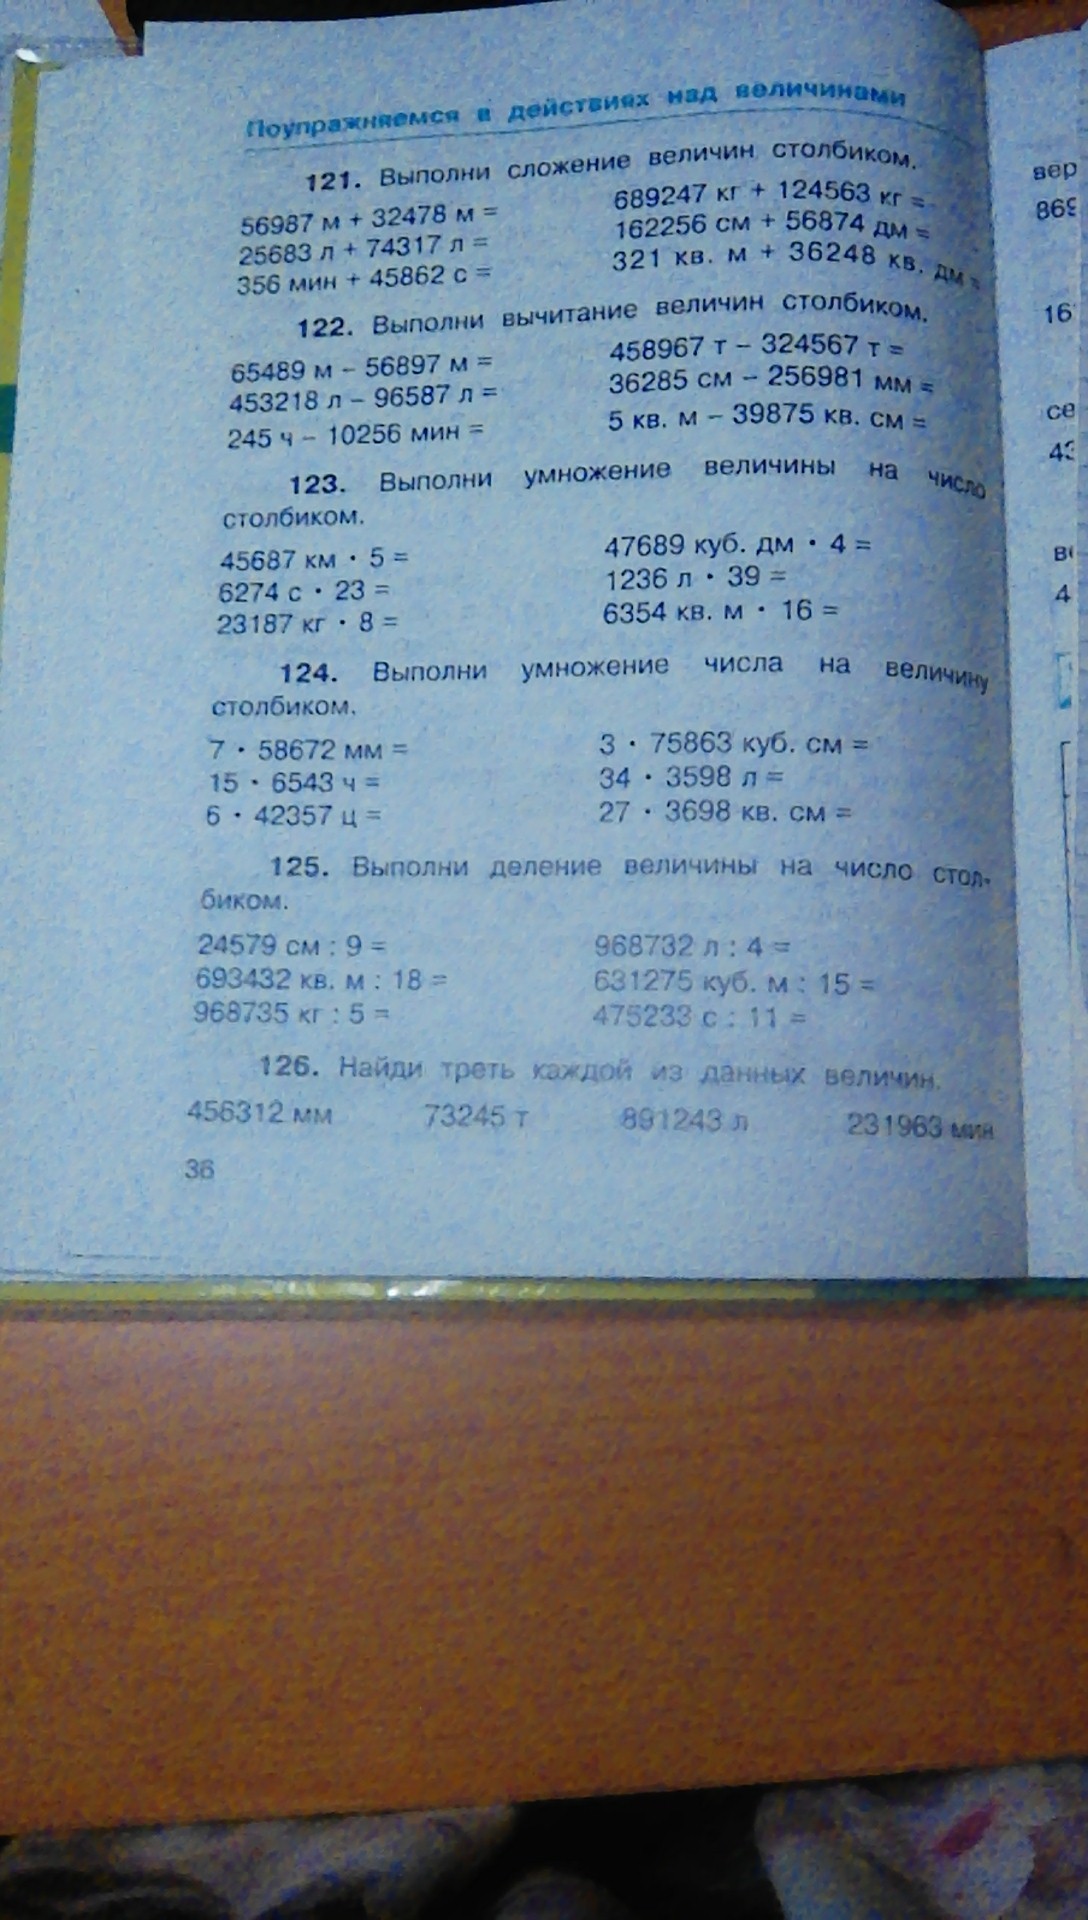 Поупражняемся в действиях над величинами
121. Выполни сложение величин столбиком.
56987 м + 32478 м =
25683 л + 74317 л =
356 мин + 45862 с =
689247 кг + 124563 кг =
162256 см + 56874 дм =
321 кв. м + 36248 кв. дм =
122. Выполни вычитание величин столбиком.
65489 м – 56897 м =
453218 л – 96587 л =
245 ч – 10256 мин =
458967 т – 324567 т =
36285 см – 256981 мм =
5 кв. м – 39875 кв. см =
123. Выполни умножение величины на число
столбиком.
45687 км · 5 =
6274 с · 23 =
23187 кг · 8 =
47689 куб. дм · 4 =
1236 л · 39 =
6354 кв. м · 16 =
124. Выполни умножение числа на величину
столбиком.
7 · 58672 мм =
15 · 6543 ч =
6 · 42357 ц =
3 · 75863 куб. см =
34 · 3598 л =
27 · 3698 кв. см =
125. Выполни деление величины на число стол-
биком.
24579 см : 9 =
693432 кв. м : 18 =
968735 кг : 5 =
968732 л : 4 =
631275 куб. м : 15 =
475233 с : 11 =
126. Найди треть каждой из данных величин.
456312 мм 73245 т 891243 л 231963 мин
36
вер
869
16
се
4